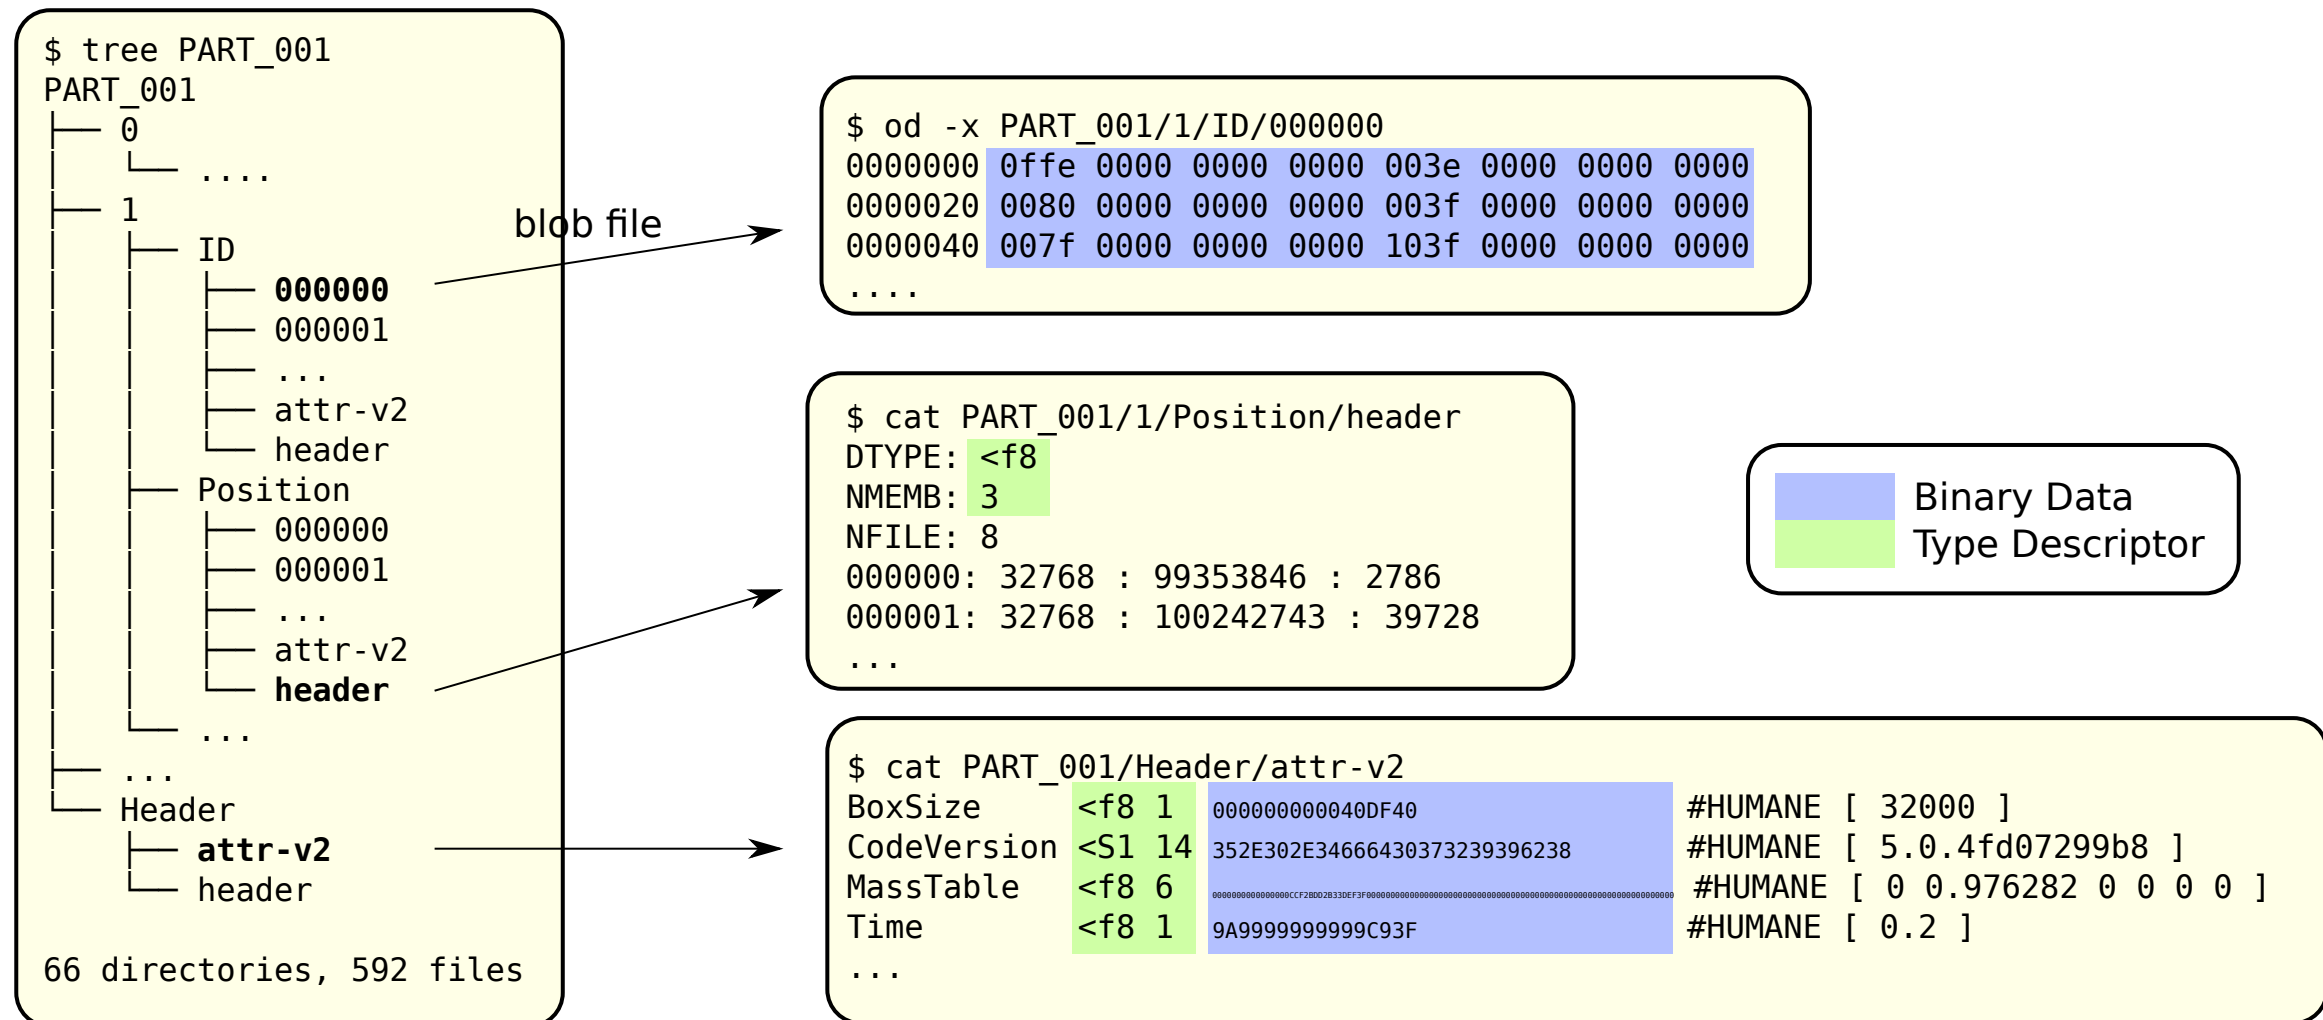 $ tree PART_001
PART_001
├── 0
│   └── ....
├── 1
│   ├── ID
│   │   ├── 000000
│   │   ├── 000001
│   │   ├── ...
│   │   ├── attr-v2
│   │   └── header
│   ├── Position
│   │   ├── 000000
│   │   ├── 000001
│   │   ├── ...
│   │   ├── attr-v2
│   │   └── header
│   └── ...
├── ...
└── Header
    ├── attr-v2
    └── header
66 directories, 592 files
blob file
$ od -x PART_001/1/ID/000000
0000000 0ffe 0000 0000 0000 003e 0000 0000 0000
0000020 0080 0000 0000 0000 003f 0000 0000 0000
0000040 007f 0000 0000 0000 103f 0000 0000 0000
....
$ cat PART_001/1/Position/header
DTYPE: <f8
NMEMB: 3
NFILE: 8
000000: 32768 : 99353846 : 2786
000001: 32768 : 100242743 : 39728
...
Binary Data
Type Descriptor
$ cat PART_001/Header/attr-v2
BoxSize <f8 1 000000000040DF40 #HUMANE [ 32000 ]
CodeVersion <S1 14 352E302E34666430373239396238 #HUMANE [ 5.0.4fd07299b8 ]
MassTable <f8 6 #HUMANE [ 0 0.976282 0 0 0 0 ]
Time <f8 1 9A9999999999C93F #HUMANE [ 0.2 ]
...